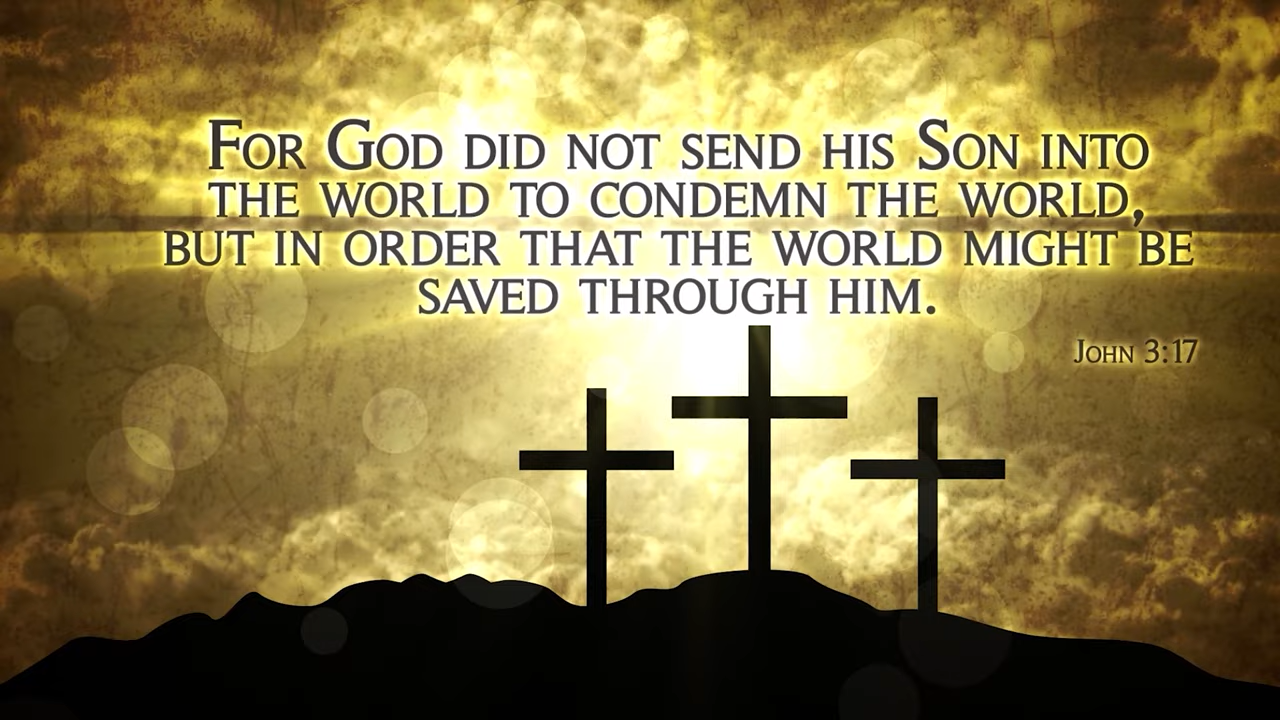 For God did not send his Son into
the world to condemn the world,
but in order that the world might be
saved through him.
John 3:17